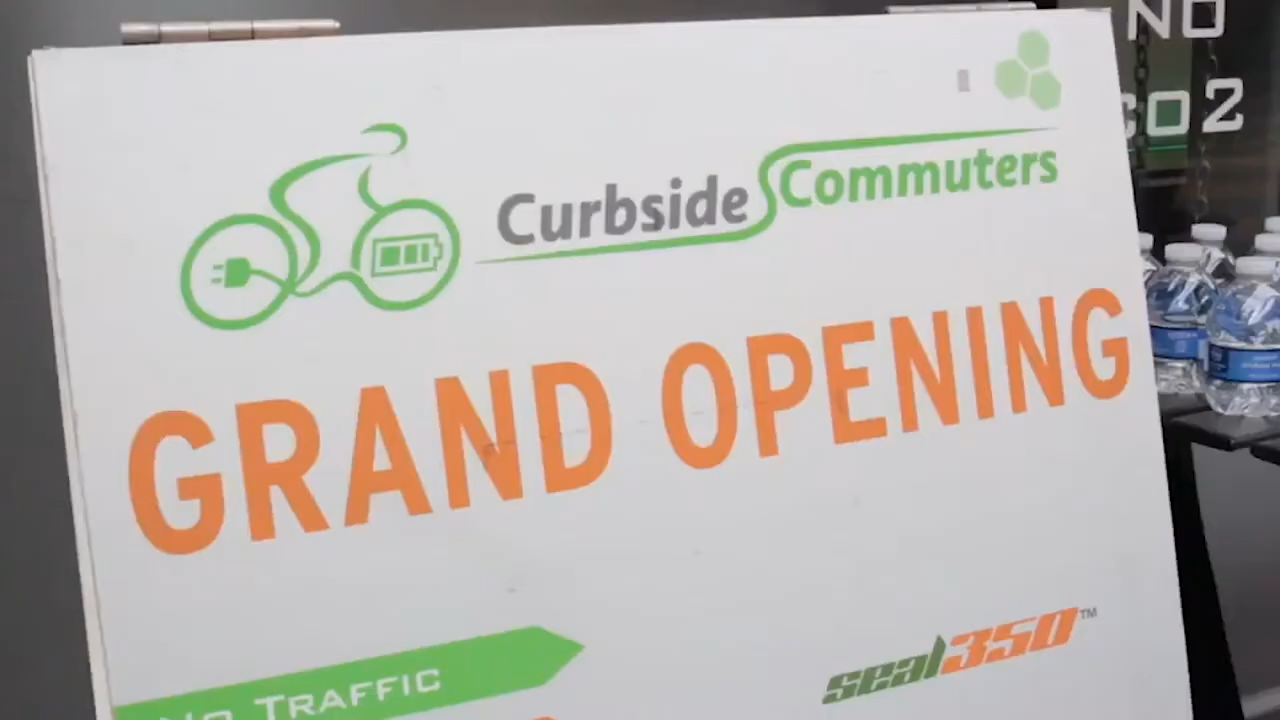 NO
CO2
Curbside Commuters
GRAND OPENING
seal350™
No TRAFFIC